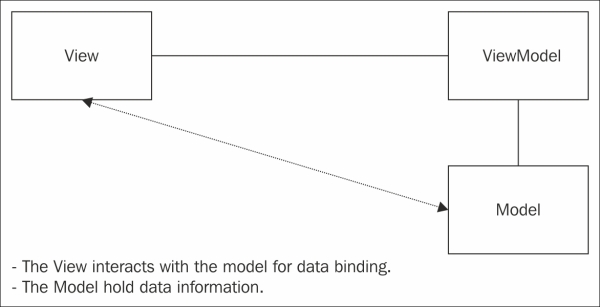 View
ViewModel
Model
- The View interacts with the model for data binding.
- The Model hold data information.